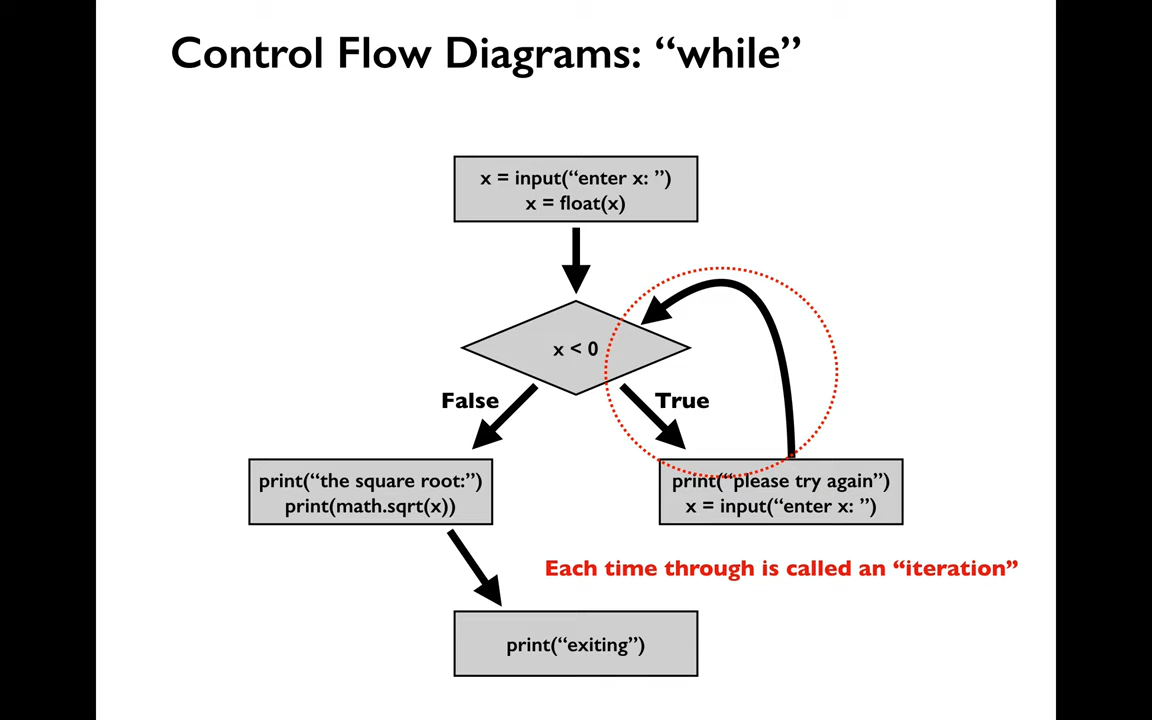 Control Flow Diagrams: “while”
x = input(“enter x: ”)
x = float(x)
x < 0
False
True
print(“the square root:”)
print(math.sqrt(x))
print(“please try again”)
x = input(“enter x: ”)
Each time through is called an “iteration”
print(“exiting”)